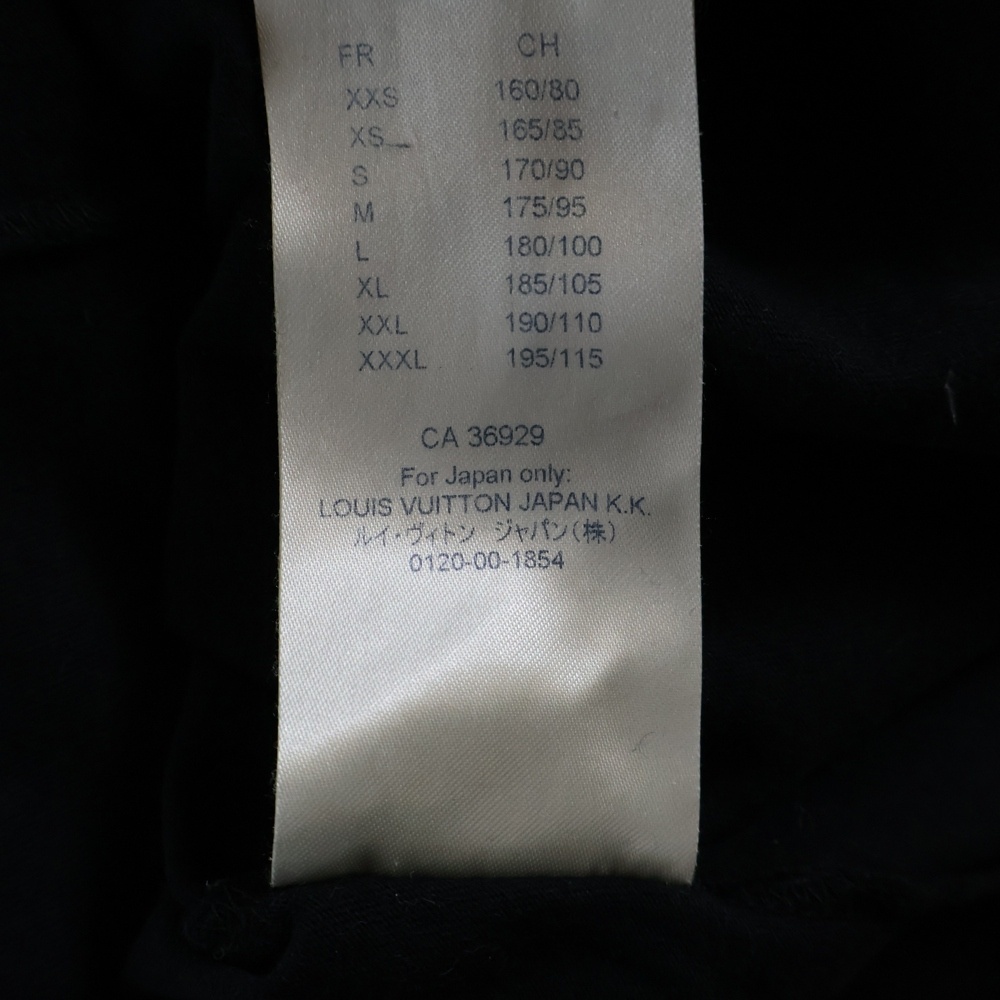 FR CH
XXS 160/80
XS 165/85
S 170/90
M 175/95
L 180/100
XL 185/105
XXL 190/110
XXXL 195/115
CA 36929
For Japan only:
LOUIS VUITTON JAPAN K.K.
ルイ・ヴィトン ジャパン(株)
0120-00-1854